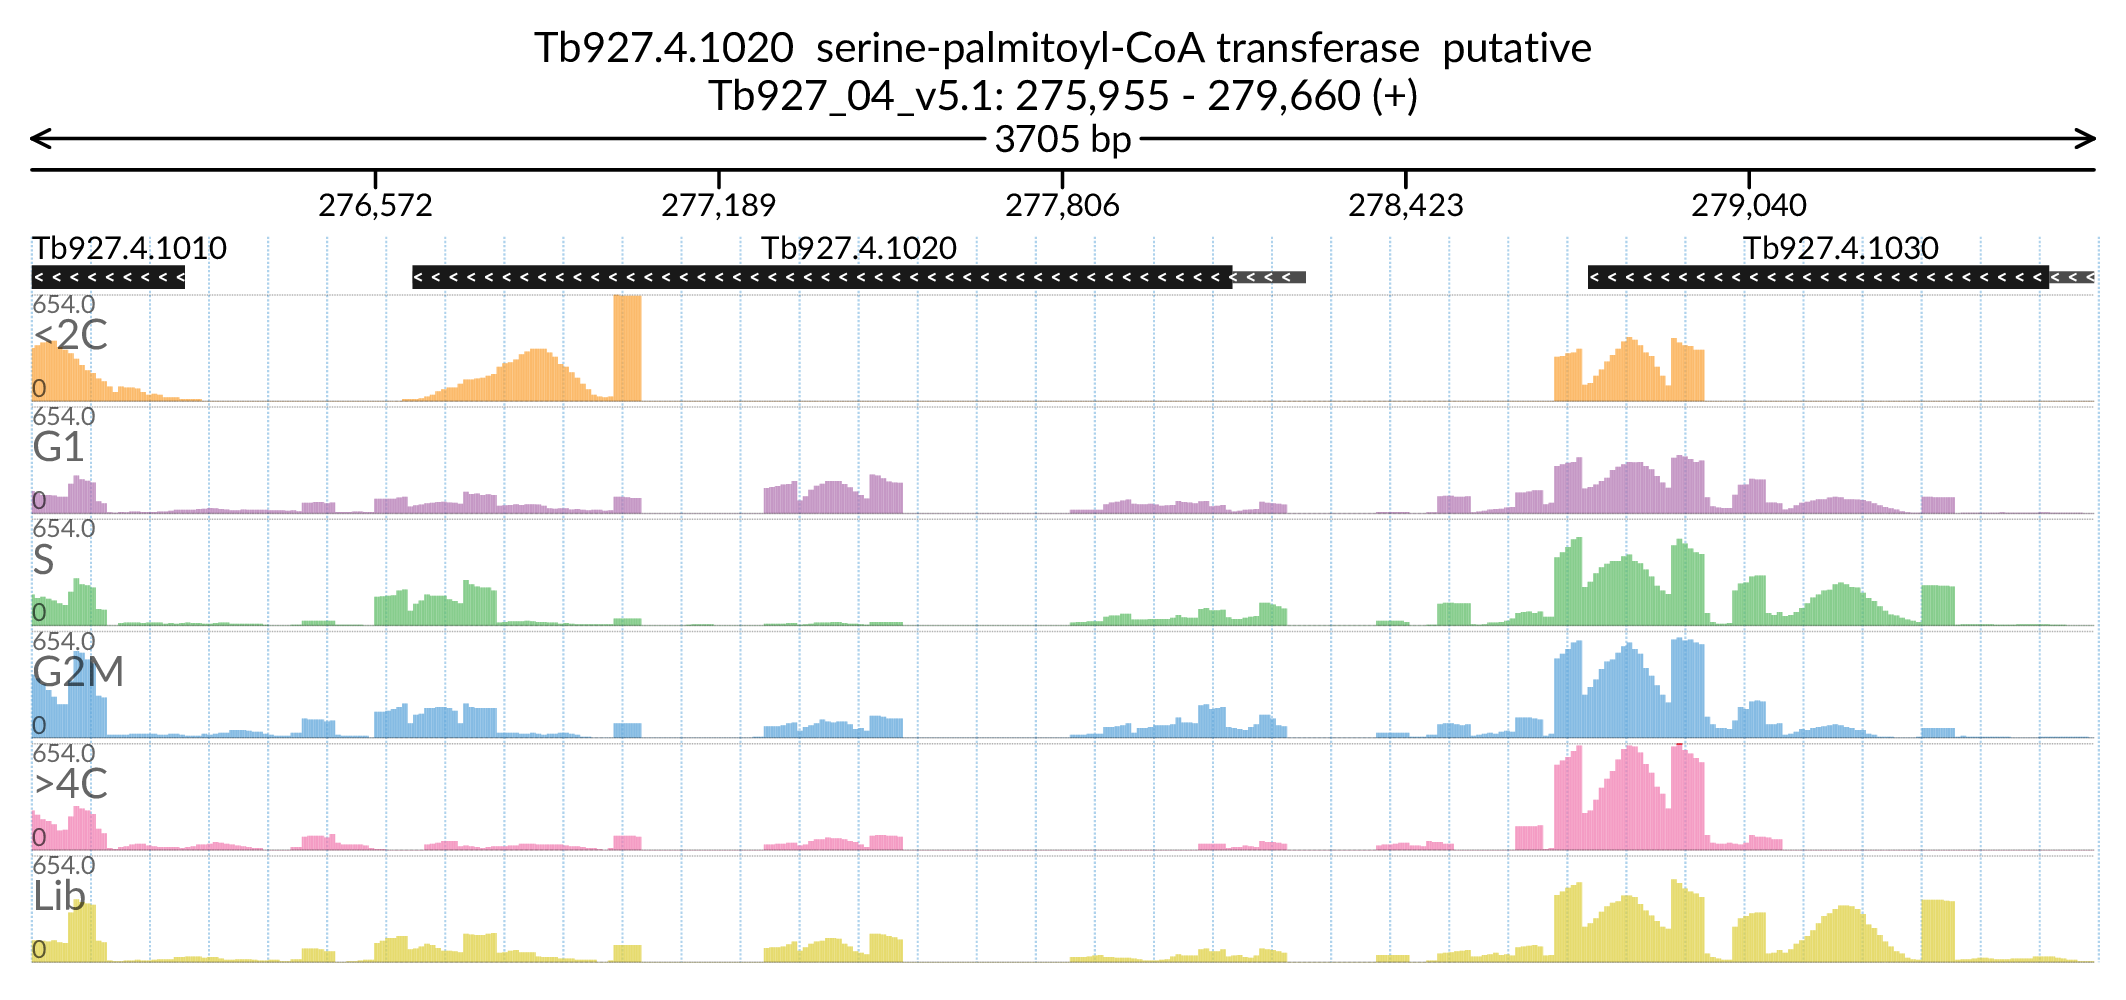 Tb927.4.1020 serine-palmitoyl-CoA transferase putative
Tb927_04_v5.1: 275,955 - 279,660 (+)
3705 bp
276,572 277,189 277,806 278,423 279,040
Tb927.4.1010 Tb927.4.1020 Tb927.4.1030
654.0
<2C
0
654.0
G1
0
654.0
S
0
654.0
G2M
0
654.0
>4C
0
654.0
Lib
0